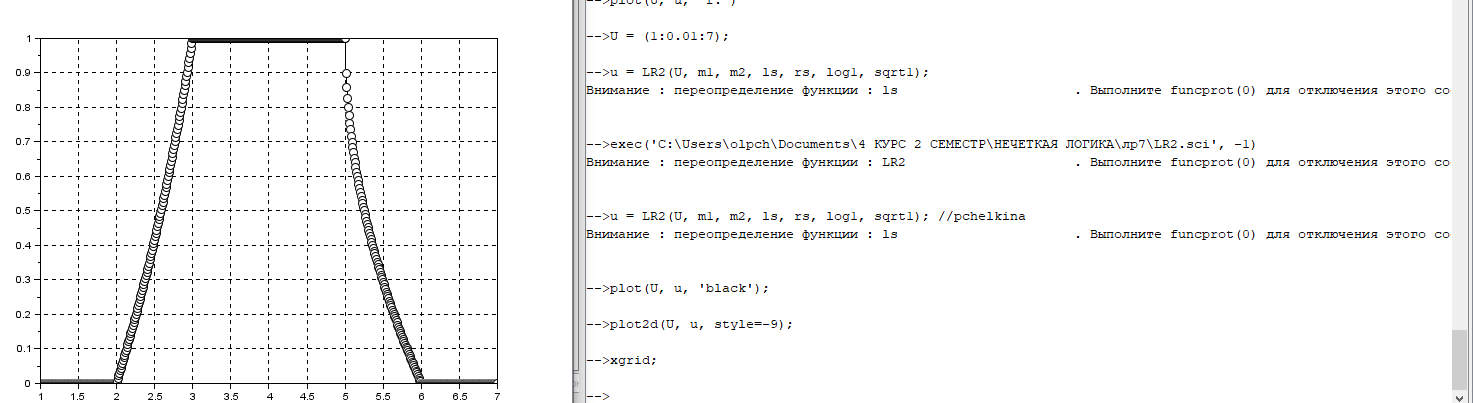 -->plot(U, u, 'r.')
-->U = (1:0.01:7);
-->u = LR2(U, m1, m2, ls, rs, log1, sqrt1);
Внимание : переопределение функции : ls . Выполните funcprot(0) для отключения этого со
-->exec('C:\Users\olpch\Documents\4 КУРС 2 СЕМЕСТР\НЕЧЕТКАЯ ЛОГИКА\лр7\LR2.sci', -1)
Внимание : переопределение функции : LR2 . Выполните funcprot(0) для отключения этого со
-->u = LR2(U, m1, m2, ls, rs, log1, sqrt1); //pchelkina
Внимание : переопределение функции : ls . Выполните funcprot(0) для отключения этого со
-->plot(U, u, 'black');
-->plot2d(U, u, style=-9);
-->xgrid;
-->
1
0.9
0.8
0.7
0.6
0.5
0.4
0.3
0.2
0.1
0
1 1.5 2 2.5 3 3.5 4 4.5 5 5.5 6 6.5 7